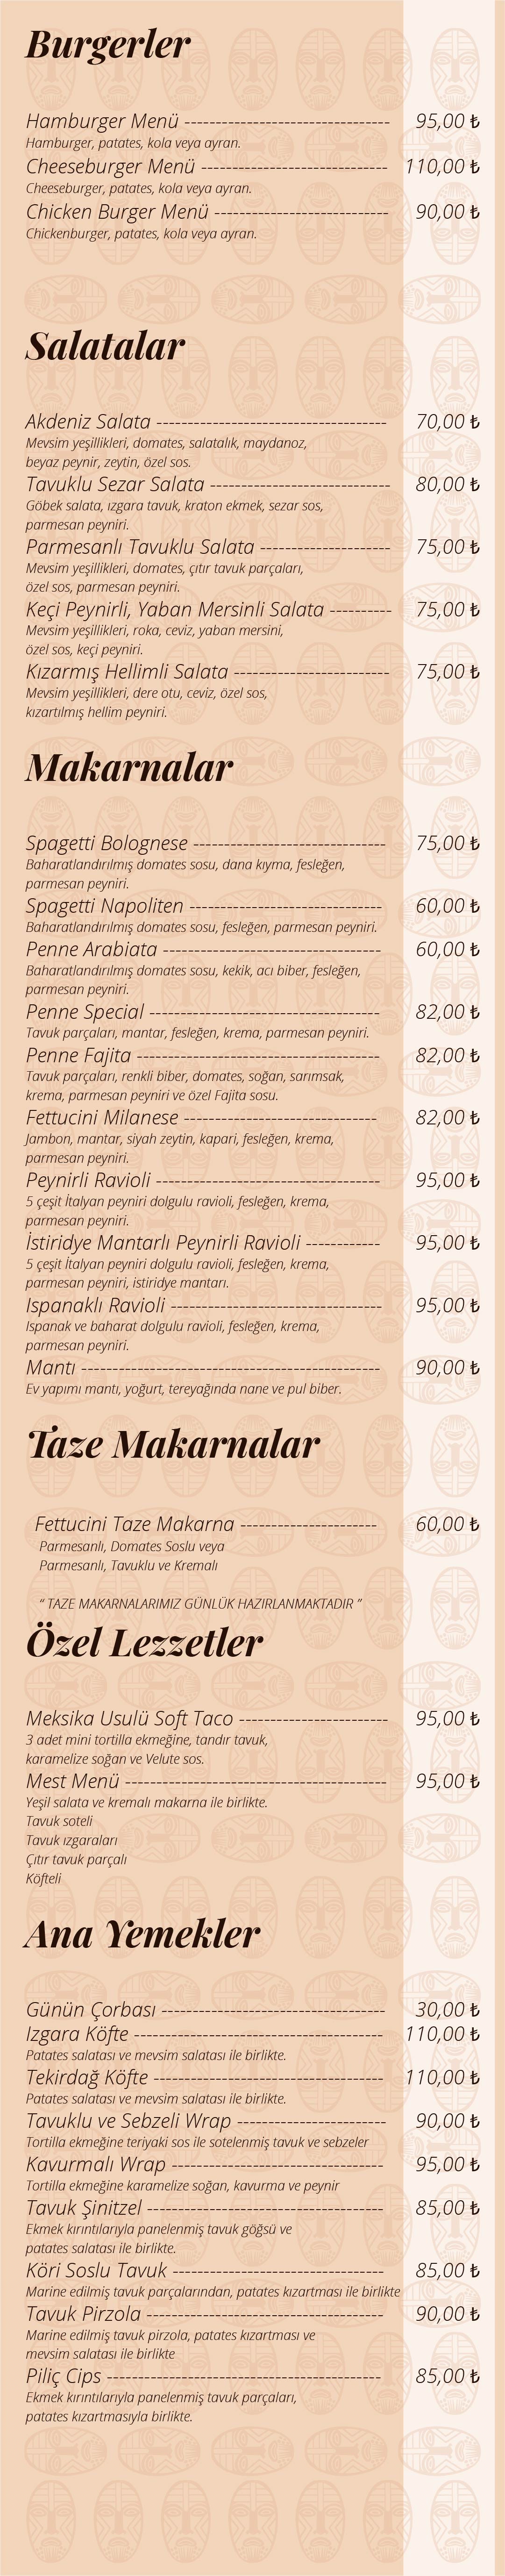 Burgerler
Hamburger Menü ------------------------------- 95,00 ₺
Hamburger, patates, kola veya ayran.
Cheeseburger Menü ---------------------------- 110,00 ₺
Cheeseburger, patates, kola veya ayran.
Chicken Burger Menü -------------------------- 90,00 ₺
Chickenburger, patates, kola veya ayran.
Salatalar
Akdeniz Salata ----------------------------------- 70,00 ₺
Mevsim yeşillikleri, domates, salatalık, maydanoz,
beyaz peynir, zeytin, özel sos.
Tavuklu Sezar Salata --------------------------- 80,00 ₺
Göbek salata, ızgara tavuk, kraton ekmek, sezar sos,
parmesan peyniri.
Parmesanlı Tavuklu Salata -------------------- 75,00 ₺
Mevsim yeşillikleri, domates, çıtır tavuk parçaları,
özel sos, parmesan peyniri.
Keçi Peynirli, Yaban Mersinli Salata ---------- 75,00 ₺
Mevsim yeşillikleri, roka, ceviz, yaban mersini,
özel sos, keçi peyniri.
Kızarmış Hellimli Salata ------------------------ 75,00 ₺
Mevsim yeşillikleri, dere otu, ceviz, özel sos,
kızartılmış hellim peyniri.
Makarnalar
Spagetti Bolognese ----------------------------- 75,00 ₺
Baharatlandırılmış domates sosu, dana kıyma, fesleğen,
parmesan peyniri.
Spagetti Napoliten ----------------------------- 60,00 ₺
Baharatlandırılmış domates sosu, fesleğen, parmesan peyniri.
Penne Arabiata --------------------------------- 60,00 ₺
Baharatlandırılmış domates sosu, kekik, acı biber, fesleğen,
parmesan peyniri.
Penne Special ----------------------------------- 82,00 ₺
Tavuk parçaları, mantar, fesleğen, krema, parmesan peyniri.
Penne Fajita ------------------------------------- 82,00 ₺
Tavuk parçaları, renkli biber, domates, soğan, sarımsak,
krema, parmesan peyniri ve özel Fajita sosu.
Fettucini Milanese ----------------------------- 82,00 ₺
Jambon, mantar, siyah zeytin, kapari, fesleğen, krema,
parmesan peyniri.
Peynirli Ravioli ---------------------------------- 95,00 ₺
5 çeşit İtalyan peyniri dolgulu ravioli, fesleğen, krema,
parmesan peyniri.
İstiridye Mantarlı Peynirli Ravioli ----------- 95,00 ₺
5 çeşit İtalyan peyniri dolgulu ravioli, fesleğen, krema,
parmesan peyniri, istiridye mantarı.
Ispanaklı Ravioli -------------------------------- 95,00 ₺
Ispanak ve baharat dolgulu ravioli, fesleğen, krema,
parmesan peyniri.
Mantı --------------------------------------------- 90,00 ₺
Ev yapımı mantı, yoğurt, tereyağında nane ve pul biber.
Taze Makarnalar
Fettucini Taze Makarna --------------------- 60,00 ₺
Parmesanlı, Domates Soslu veya
Parmesanlı, Tavuklu ve Kremalı
“ TAZE MAKARNALARIMIZ GÜNLÜK HAZIRLANMAKTADIR ”
Özel Lezzetler
Meksika Usulü Soft Taco ----------------------- 95,00 ₺
3 adet mini tortilla ekmeğine, tandır tavuk,
karamelize soğan ve Velute sos.
Mest Menü --------------------------------------- 95,00 ₺
Yeşil salata ve kremalı makarna ile birlikte.
Tavuk soteli
Tavuk ızgaraları
Çıtır tavuk parçalı
Köfteli
Ana Yemekler
Günün Çorbası ---------------------------------- 30,00 ₺
Izgara Köfte -------------------------------------- 110,00 ₺
Patates salatası ve mevsim salatası ile birlikte.
Tekirdağ Köfte ----------------------------------- 110,00 ₺
Patates salatası ve mevsim salatası ile birlikte.
Tavuklu ve Sebzeli Wrap ----------------------- 90,00 ₺
Tortilla ekmeğine teriyaki sos ile sotelenmiş tavuk ve sebzeler
Kavurmalı Wrap --------------------------------- 95,00 ₺
Tortilla ekmeğine karamelize soğan, kavurma ve peynir
Tavuk Şinitzel ------------------------------------ 85,00 ₺
Ekmek kırıntılarıyla panelenmiş tavuk göğsü ve
patates salatası ile birlikte.
Köri Soslu Tavuk -------------------------------- 85,00 ₺
Marine edilmiş tavuk parçalarından, patates kızartması ile birlikte
Tavuk Pirzola ------------------------------------ 90,00 ₺
Marine edilmiş tavuk pirzola, patates kızartması ve
mevsim salatası ile birlikte
Piliç Cips ------------------------------------------ 85,00 ₺
Ekmek kırıntılarıyla panelenmiş tavuk parçaları,
patates kızartmasıyla birlikte.